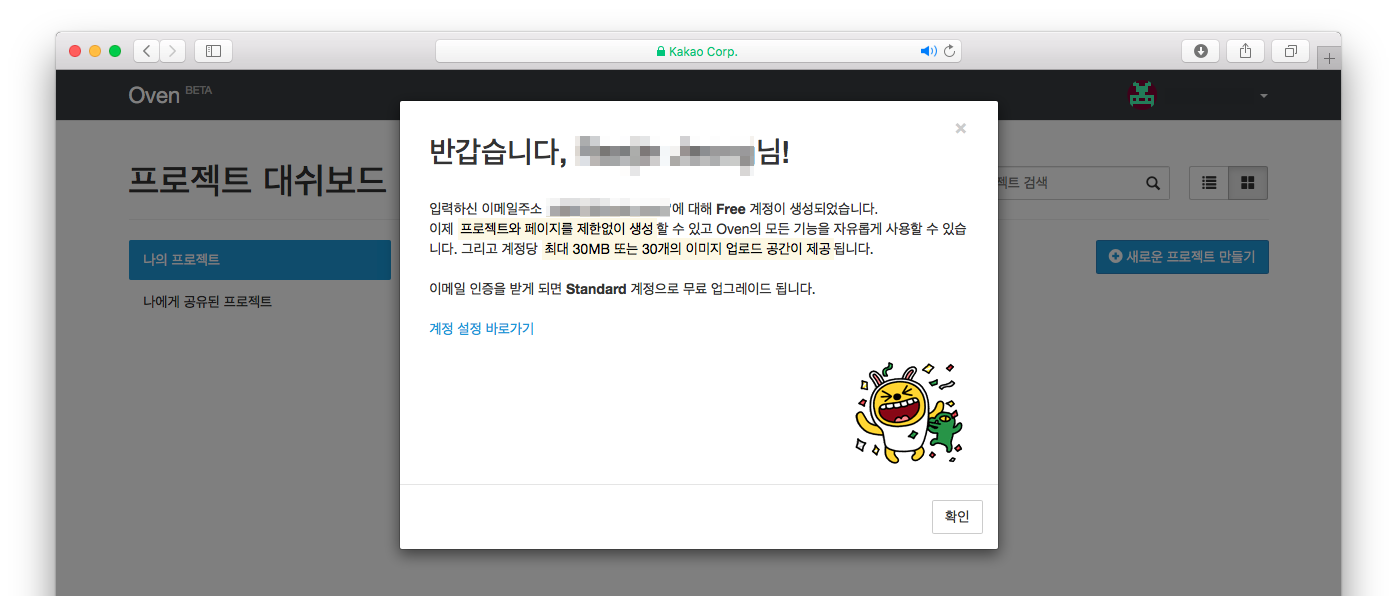 Kakao Corp.
Oven BETA
프로젝트 대쉬보드
검색
나의 프로젝트
나에게 공유된 프로젝트
새로운 프로젝트 만들기
반갑습니다, 님!
입력하신 이메일주소 '에 대해 Free 계정이 생성되었습니다.
이제 프로젝트와 페이지를 제한없이 생성 할 수 있고 Oven의 모든 기능을 자유롭게 사용할 수 있습
니다. 그리고 계정당 최대 30MB 또는 30개의 이미지 업로드 공간이 제공 됩니다.
이메일 인증을 받게 되면 Standard 계정으로 무료 업그레이드 됩니다.
계정 설정 바로가기
확인